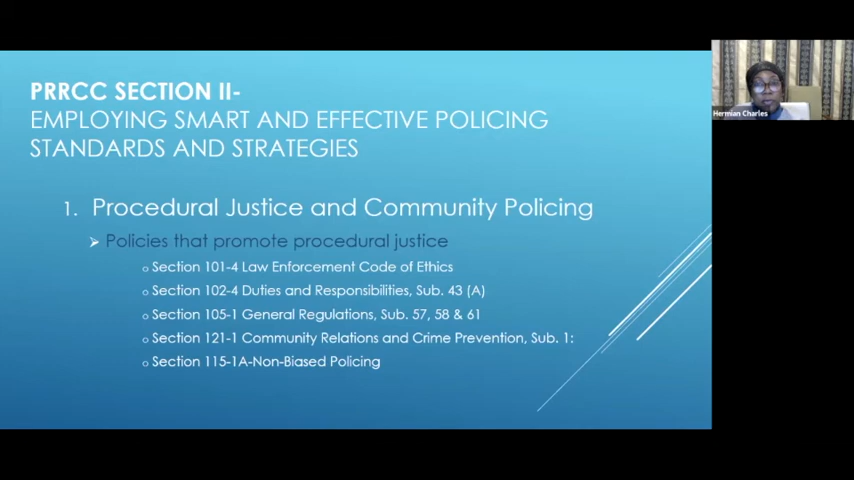 PRRCC SECTION II-
EMPLOYING SMART AND EFFECTIVE POLICING
STANDARDS AND STRATEGIES
1. Procedural Justice and Community Policing
Policies that promote procedural justice
Section 101-4 Law Enforcement Code of Ethics
Section 102-4 Duties and Responsibilities, Sub. 43 (A)
Section 105-1 General Regulations, Sub. 57, 58 & 61
Section 121-1 Community Relations and Crime Prevention, Sub. 1:
Section 115-1A-Non-Biased Policing
Hermian Charles